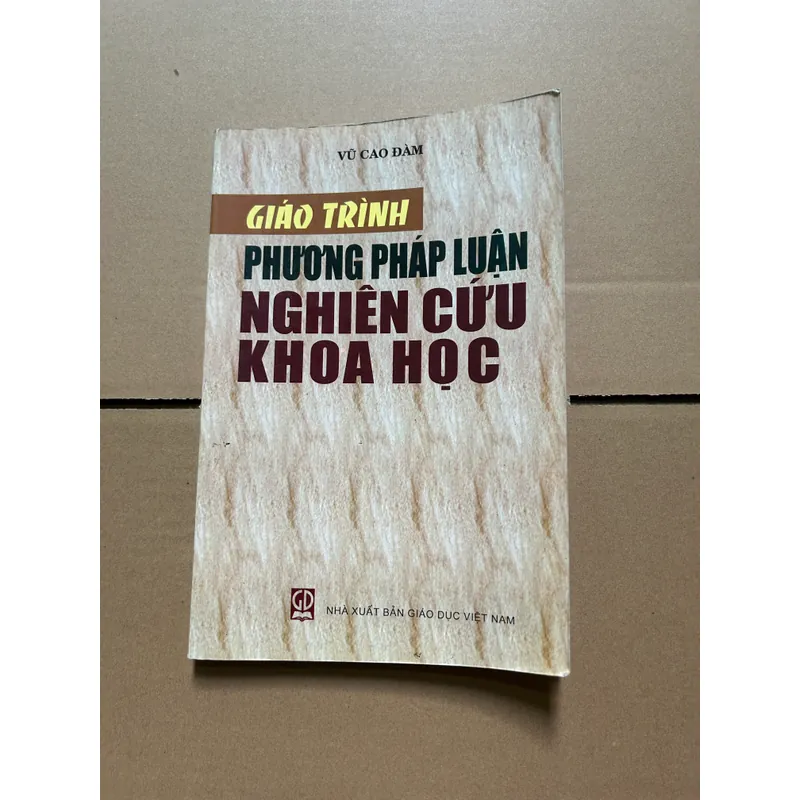 VŨ CAO ĐÀM
GIÁO TRÌNH
PHƯƠNG PHÁP LUẬN
NGHIÊN CỨU
KHOA HỌC
GD
NHÀ XUẤT BẢN GIÁO DỤC VIỆT NAM